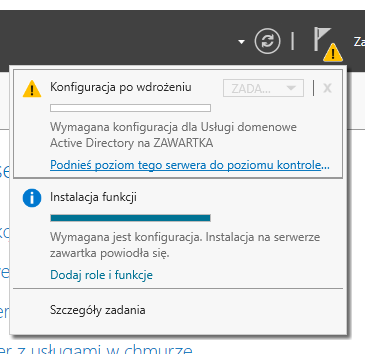 Za
Konfiguracja po wdrożeniu
ZADA...
X
Wymagana konfiguracja dla Usługi domenowe
Active Directory na ZAWARTKA
Podnieś poziom tego serwera do poziomu kontrole...
Instalacja funkcji
Wymagana jest konfiguracja. Instalacja na serwerze
zawartka powiodła się.
Dodaj role i funkcje
Szczegóły zadania
er z usługami w chmurze